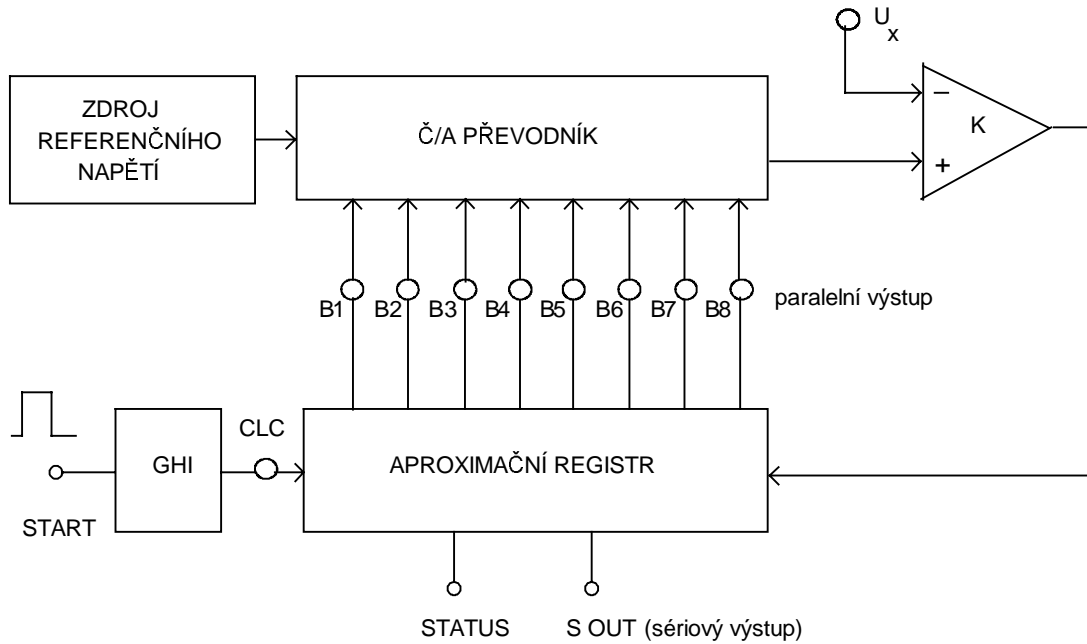 U
x
ZDROJ
REFERENČNÍHO
NAPĚTÍ
Č/A PŘEVODNÍK
−
K
+
B1 B2 B3 B4 B5 B6 B7 B8
paralelní výstup
CLC
GHI
APROXIMAČNÍ REGISTR
START
STATUS
S OUT (sériový výstup)